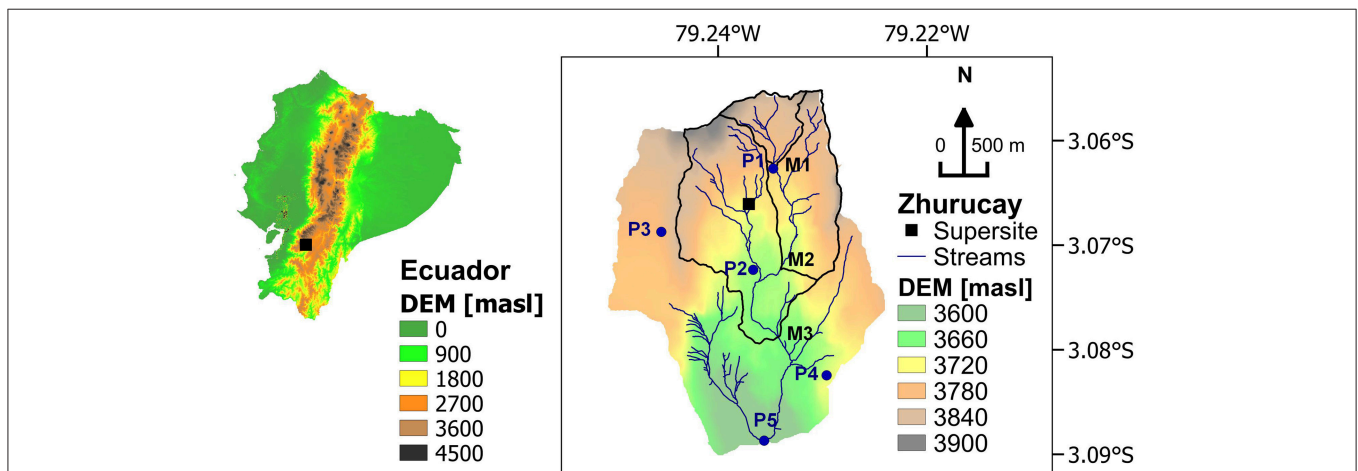 79.24°W
79.22°W
N
0
500 m
Zhurucay
Supersite
Streams
DEM [masl]
3600
3660
3720
3780
3840
3900
3.06°S
3.07°S
3.08°S
3.09°S
P1
M1
P3
P2
M2
M3
P4
P5
Ecuador
DEM [masl]
0
900
1800
2700
3600
4500